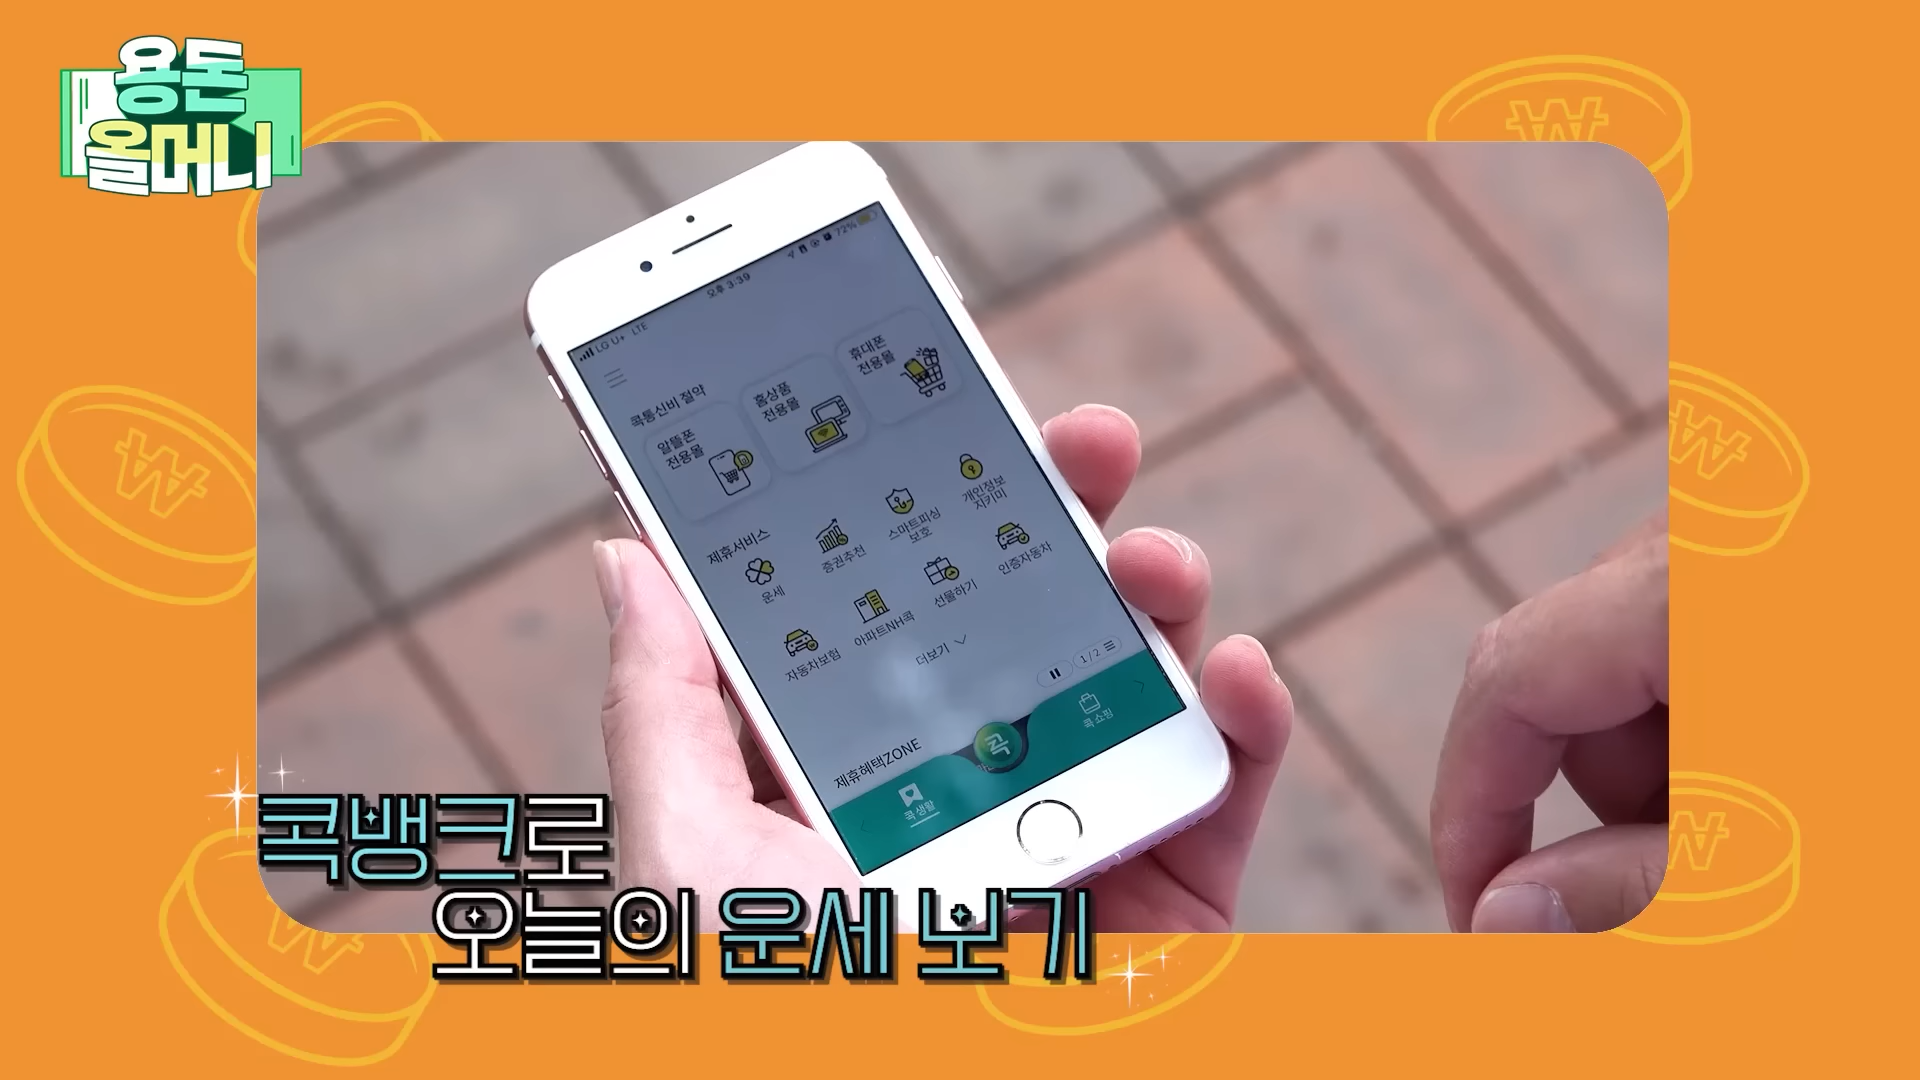 용돈
올머니
LG U+ LTE
오후 3:39
72%
콕통신비 절약
알뜰폰
전용몰
홈상품
전용몰
휴대폰
전용몰
제휴서비스
운세
증권추천
스마트피싱
보호
개인정보
지키미
자동차보험
아파트NH콕
선물하기
인증자동차
더보기
1/2
제휴혜택ZONE
콕생활
콕
콕쇼핑
콕뱅크로
오늘의 운세 보기